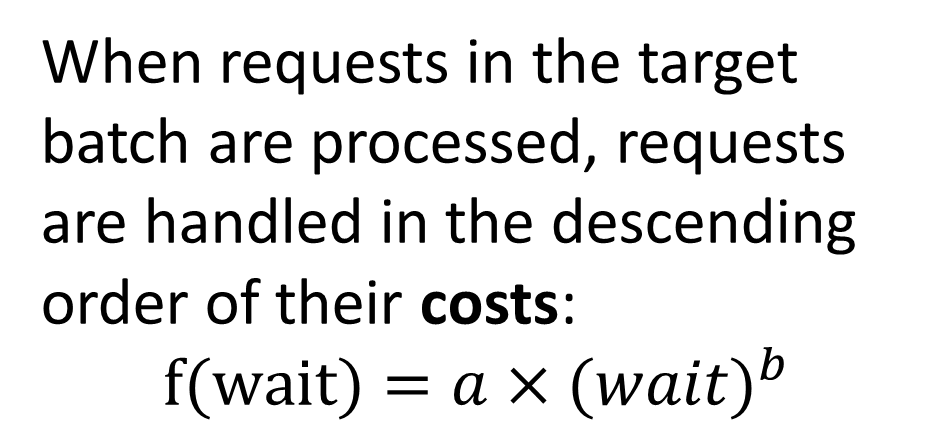 When requests in the target
batch are processed, requests
are handled in the descending
order of their costs:
f(wait) = a × (wait)^b